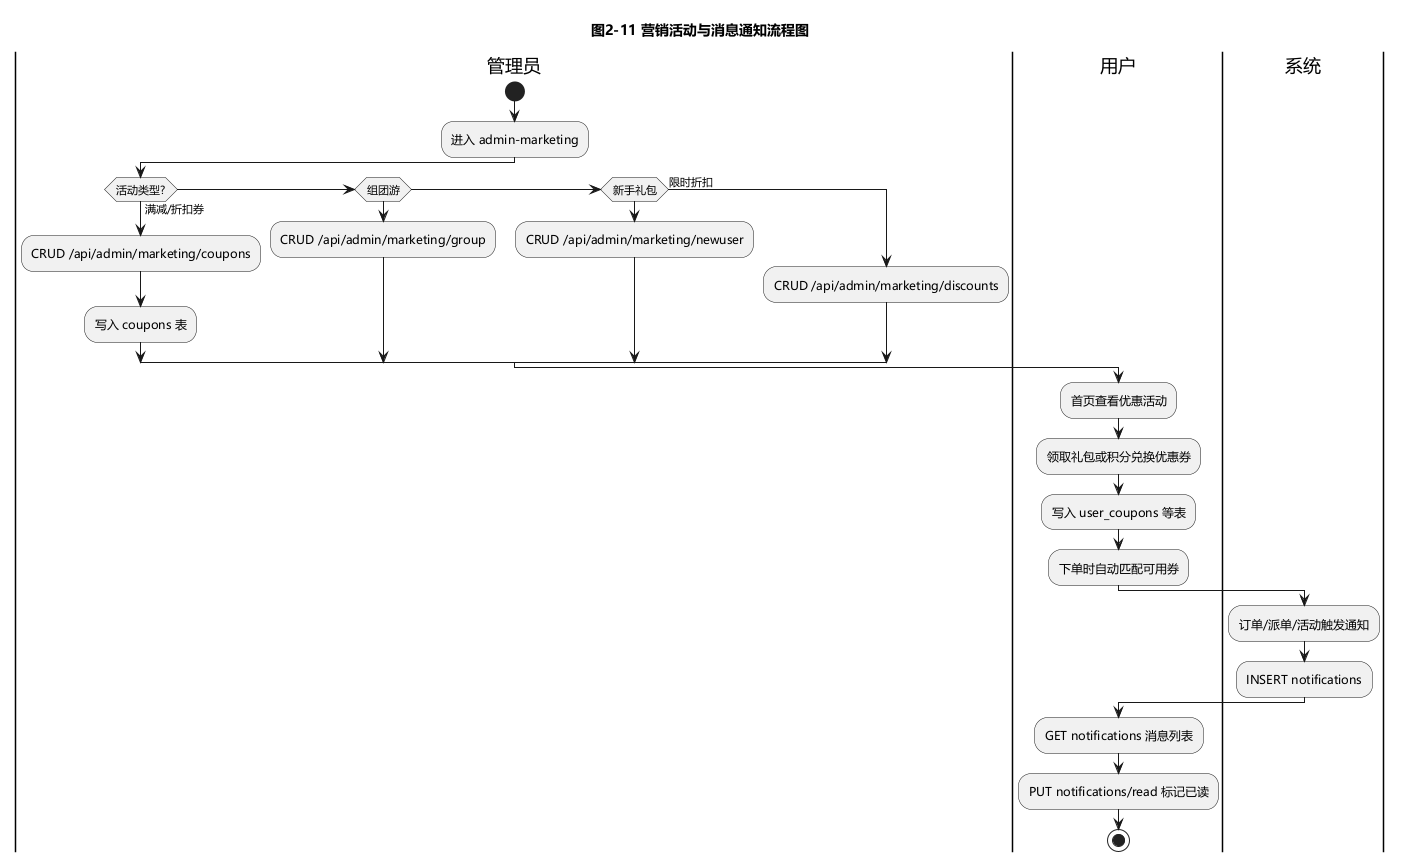 图2-11 营销活动与消息通知流程图
管理员
用户
系统
进入 admin-marketing
活动类型?
组团游
新手礼包
限时折扣
满减/折扣券
CRUD /api/admin/marketing/coupons
CRUD /api/admin/marketing/group
CRUD /api/admin/marketing/newuser
CRUD /api/admin/marketing/discounts
写入 coupons 表
首页查看优惠活动
领取礼包或积分兑换优惠券
写入 user_coupons 等表
下单时自动匹配可用券
订单/派单/活动触发通知
INSERT notifications
GET notifications 消息列表
PUT notifications/read 标记已读